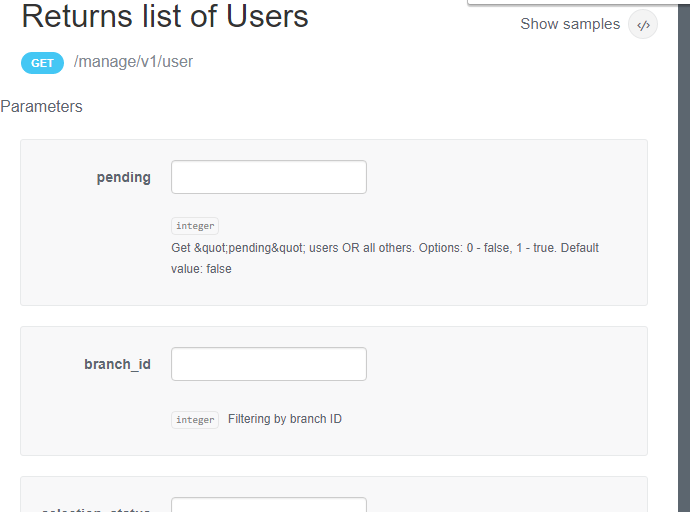 Returns list of Users
Show samples </>
GET /manage/v1/user
Parameters
pending
integer
Get &quot;pending&quot; users OR all others. Options: 0 - false, 1 - true. Default
value: false
branch_id
integer Filtering by branch ID